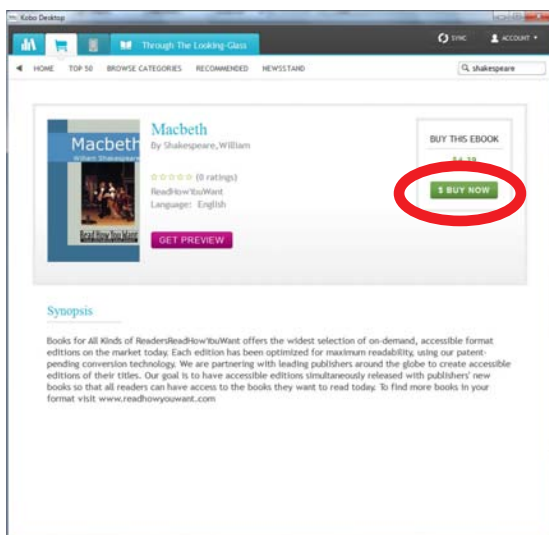 Kobo Desktop
Through The Looking-Glass
SYNC
ACCOUNT
HOME TOP 50 BROWSE CATEGORIES RECOMMENDED NEWSSTAND
shakespeare
Macbeth
William Shakespeare
Read How You Want
Macbeth
By Shakespeare, William
(0 ratings)
ReadHowYouWant
Language: English
GET PREVIEW
BUY THIS EBOOK
$ BUY NOW
Synopsis
Books for All Kinds of ReadersReadHowYouWant offers the widest selection of on-demand, accessible format
editions on the market today. Each edition has been optimized for maximum readability, using our patent-
pending conversion technology. We are partnering with leading publishers around the globe to create accessible
editions of their titles. Our goal is to have accessible editions simultaneously released with publishers' new
books so that all readers can have access to the books they want to read today. To find more books in your
format visit www.readhowyouwant.com